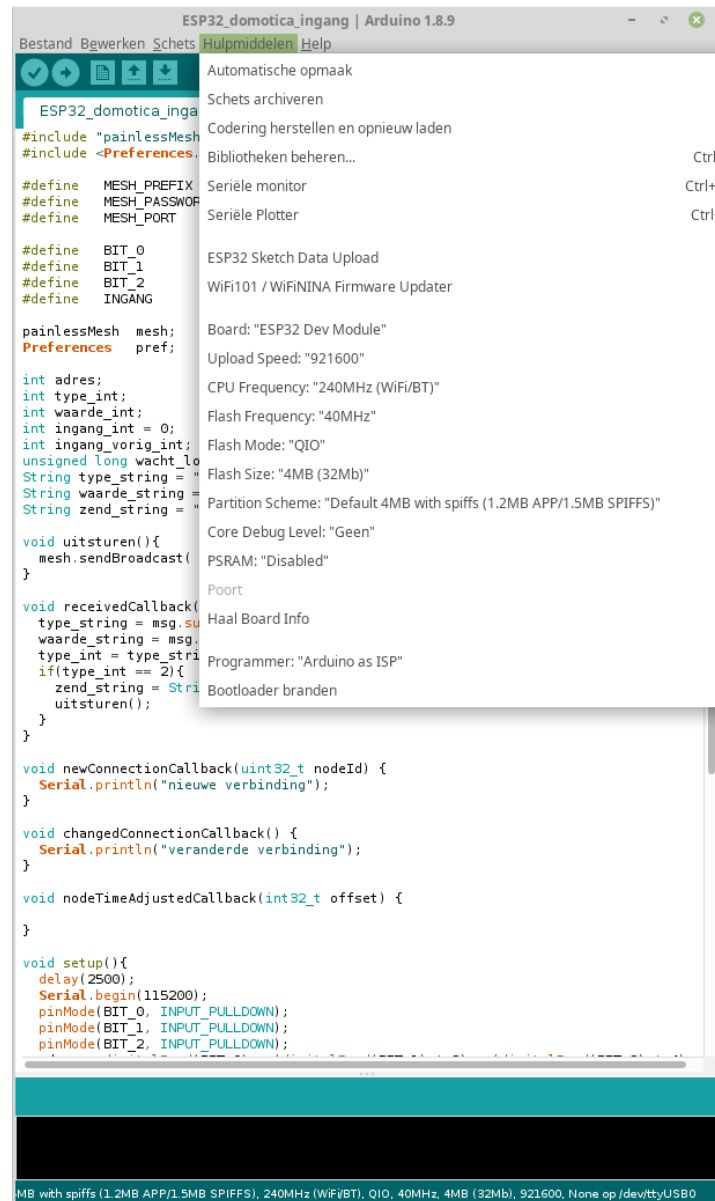 ESP32_domotica_ingang | Arduino 1.8.9
Bestand Bewerken Schets Hulpmiddelen Help
ESP32_domotica_inga
#include "painlessMesh
#include <Preferences.
#define MESH_PREFIX
#define MESH_PASSWOR
#define MESH_PORT
#define BIT_0
#define BIT_1
#define BIT_2
#define INGANG
painlessMesh mesh;
Preferences pref;
int adres;
int type_int;
int waarde_int;
int ingang_int = 0;
int ingang_vorig_int;
unsigned long wacht_lo
String type_string = "
String waarde_string =
String zend_string = "
void uitsturen(){
mesh.sendBroadcast(
}
void receivedCallback(
type_string = msg.su
waarde_string = msg.
type_int = type_stri
if(type_int == 2){
zend_string = Stri
uitsturen();
}
}
void newConnectionCallback(uint32_t nodeId) {
Serial.println("nieuwe verbinding");
}
void changedConnectionCallback() {
Serial.println("veranderde verbinding");
}
void nodeTimeAdjustedCallback(int32_t offset) {
}
void setup(){
delay(2500);
Serial.begin(115200);
pinMode(BIT_0, INPUT_PULLDOWN);
pinMode(BIT_1, INPUT_PULLDOWN);
pinMode(BIT_2, INPUT_PULLDOWN);
Automatische opmaak
Schets archiveren
Codering herstellen en opnieuw laden
Bibliotheken beheren... Ctrl
Seriële monitor Ctrl+
Seriële Plotter Ctrl
ESP32 Sketch Data Upload
WiFi101 / WiFiNINA Firmware Updater
Board: "ESP32 Dev Module"
Upload Speed: "921600"
CPU Frequency: "240MHz (WiFi/BT)"
Flash Frequency: "40MHz"
Flash Mode: "QIO"
Flash Size: "4MB (32Mb)"
Partition Scheme: "Default 4MB with spiffs (1.2MB APP/1.5MB SPIFFS)"
Core Debug Level: "Geen"
PSRAM: "Disabled"
Poort
Haal Board Info
Programmer: "Arduino as ISP"
Bootloader branden
MB with spiffs (1.2MB APP/1.5MB SPIFFS), 240MHz (WiFi/BT), QIO, 40MHz, 4MB (32Mb), 921600, None op /dev/ttyUSB0